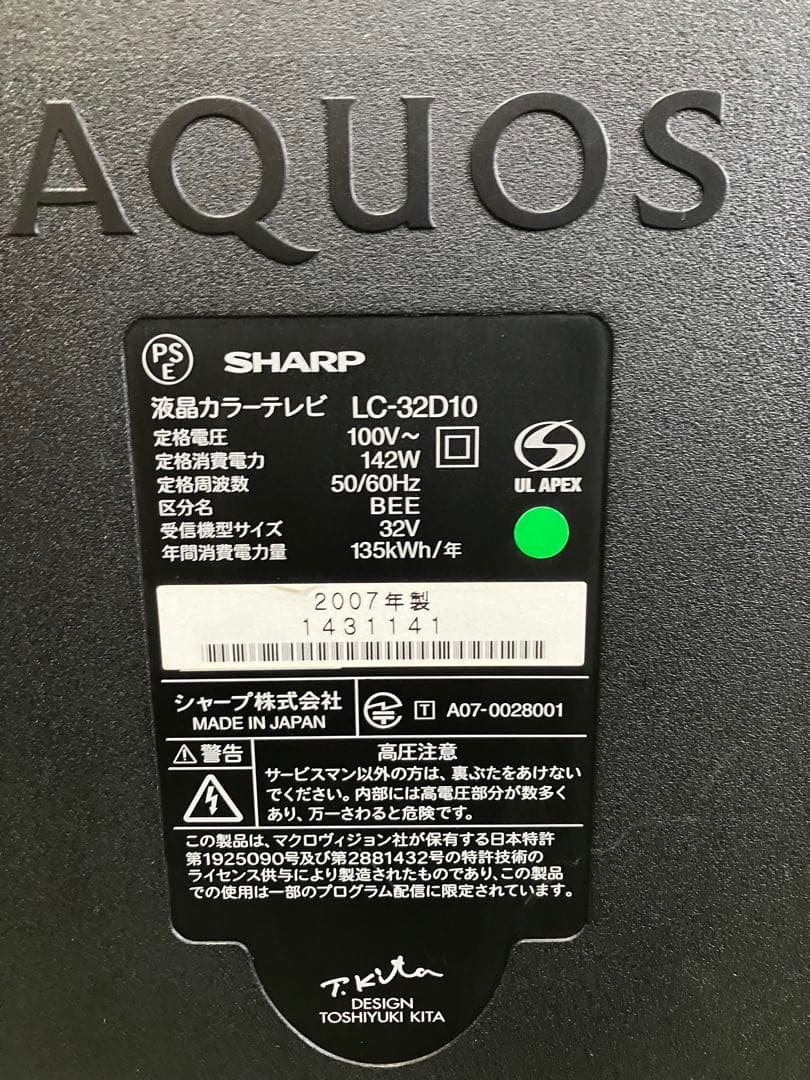 AQUOS
PS
E
SHARP
液晶カラーテレビ LC-32D10
定格電圧 100V～
定格消費電力 142W
定格周波数 50/60Hz
区分名 BEE
受信機型サイズ 32V
年間消費電力量 135kWh/年
UL APEX
2007年製
1431141
シャープ株式会社
MADE IN JAPAN
T A07-0028001
警告
高圧注意
サービスマン以外の方は、裏ぶたをあけない
でください。内部には高電圧部分が数多く
あり、万一さわると危険です。
この製品は、マクロヴィジョン社が保有する日本特許
第1925090号及び第2881432号の特許技術の
ライセンス供与により製造されたものであり、この製品
での使用は一部のプログラム配信に限定されています。
T.Kita
DESIGN
TOSHIYUKI KITA